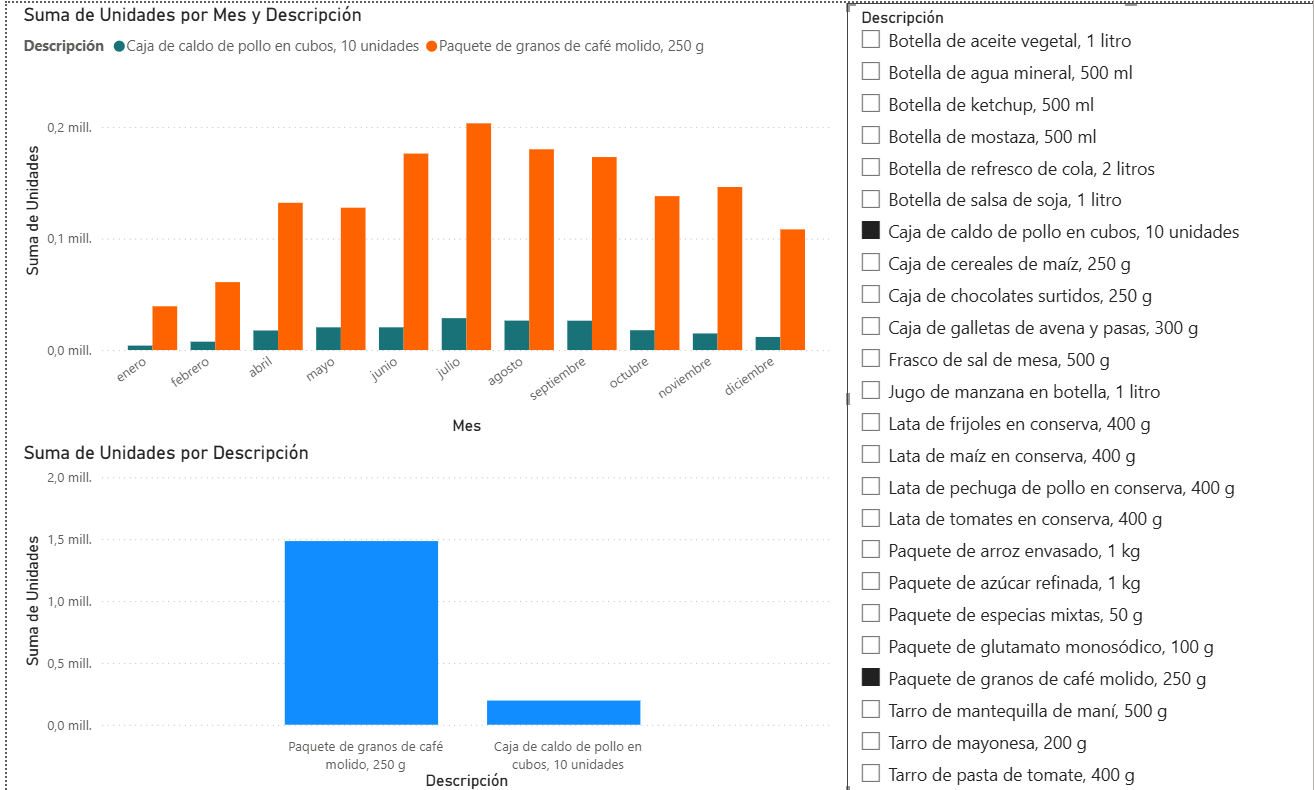 Suma de Unidades por Mes y Descripción
Descripción Caja de caldo de pollo en cubos, 10 unidades Paquete de granos de café molido, 250 g
Suma de Unidades
0,2 mill.
0,1 mill.
0,0 mill.
enero
febrero
abril
mayo
junio
julio
agosto
septiembre
octubre
noviembre
diciembre
Mes
Suma de Unidades por Descripción
Suma de Unidades
2,0 mill.
1,5 mill.
1,0 mill.
0,5 mill.
0,0 mill.
Paquete de granos de café
molido, 250 g
Caja de caldo de pollo en
cubos, 10 unidades
Descripción
Descripción
Botella de aceite vegetal, 1 litro
Botella de agua mineral, 500 ml
Botella de ketchup, 500 ml
Botella de mostaza, 500 ml
Botella de refresco de cola, 2 litros
Botella de salsa de soja, 1 litro
Caja de caldo de pollo en cubos, 10 unidades
Caja de cereales de maíz, 250 g
Caja de chocolates surtidos, 250 g
Caja de galletas de avena y pasas, 300 g
Frasco de sal de mesa, 500 g
Jugo de manzana en botella, 1 litro
Lata de frijoles en conserva, 400 g
Lata de maíz en conserva, 400 g
Lata de pechuga de pollo en conserva, 400 g
Lata de tomates en conserva, 400 g
Paquete de arroz envasado, 1 kg
Paquete de azúcar refinada, 1 kg
Paquete de especias mixtas, 50 g
Paquete de glutamato monosódico, 100 g
Paquete de granos de café molido, 250 g
Tarro de mantequilla de maní, 500 g
Tarro de mayonesa, 200 g
Tarro de pasta de tomate, 400 g